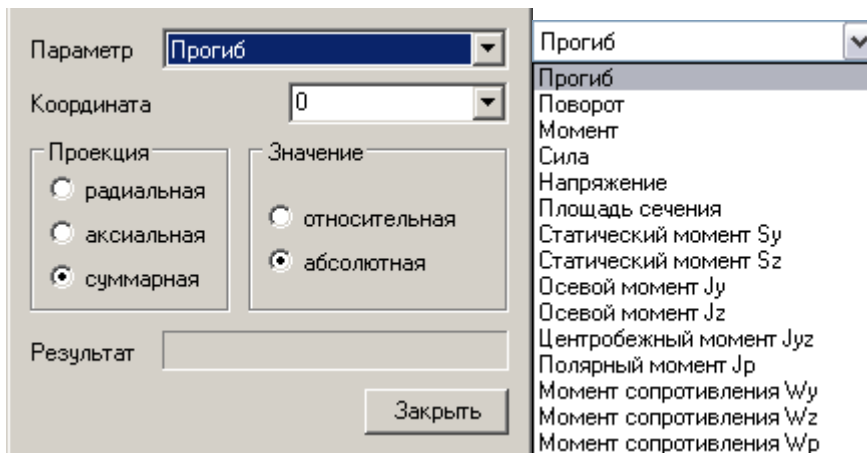 Параметр Прогиб
Координата 0
Проекция
радиальная
аксиальная
суммарная
Значение
относительная
абсолютная
Результат
Закрыть
Прогиб
Прогиб
Поворот
Момент
Сила
Напряжение
Площадь сечения
Статический момент Sy
Статический момент Sz
Осевой момент Jy
Осевой момент Jz
Центробежный момент Jyz
Полярный момент Jp
Момент сопротивления Wy
Момент сопротивления Wz
Момент сопротивления Wp